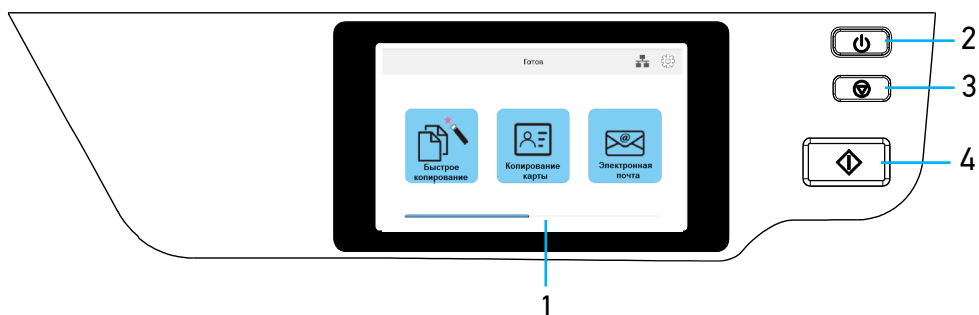 Готов
2
3
Быстрое
копирование
Копирование
карты
@
Электронная
почта
4
1